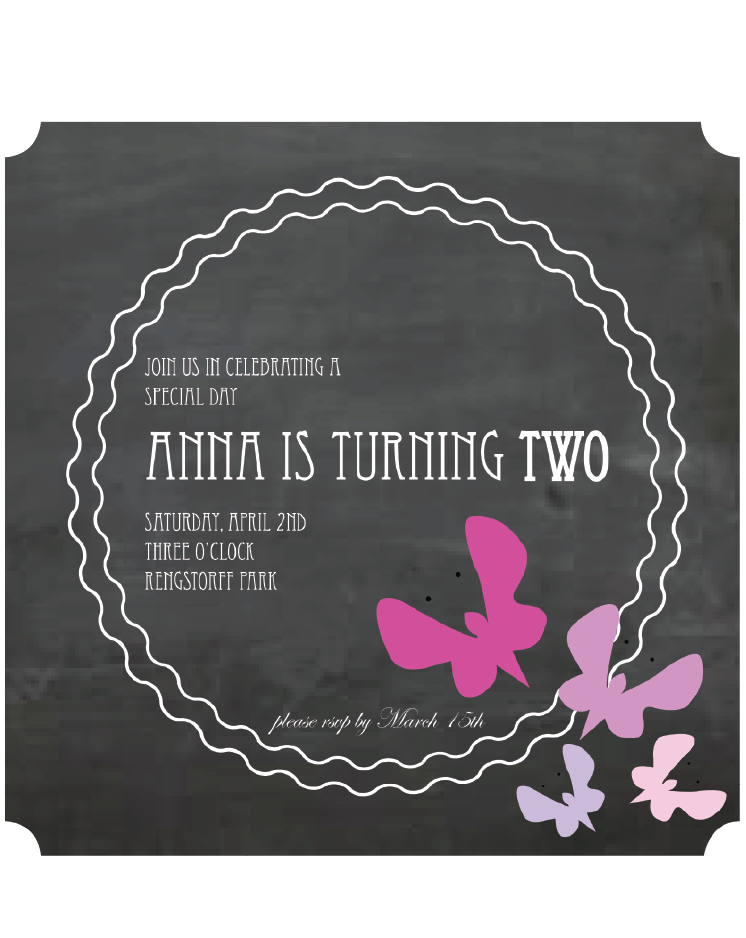 JOIN US IN CELEBRATING A
SPECIAL DAY
ANNA IS TURNING TWO
SATURDAY, APRIL 2ND
THREE O'CLOCK
RENGSTORFF PARK
please rsvp by March 15th